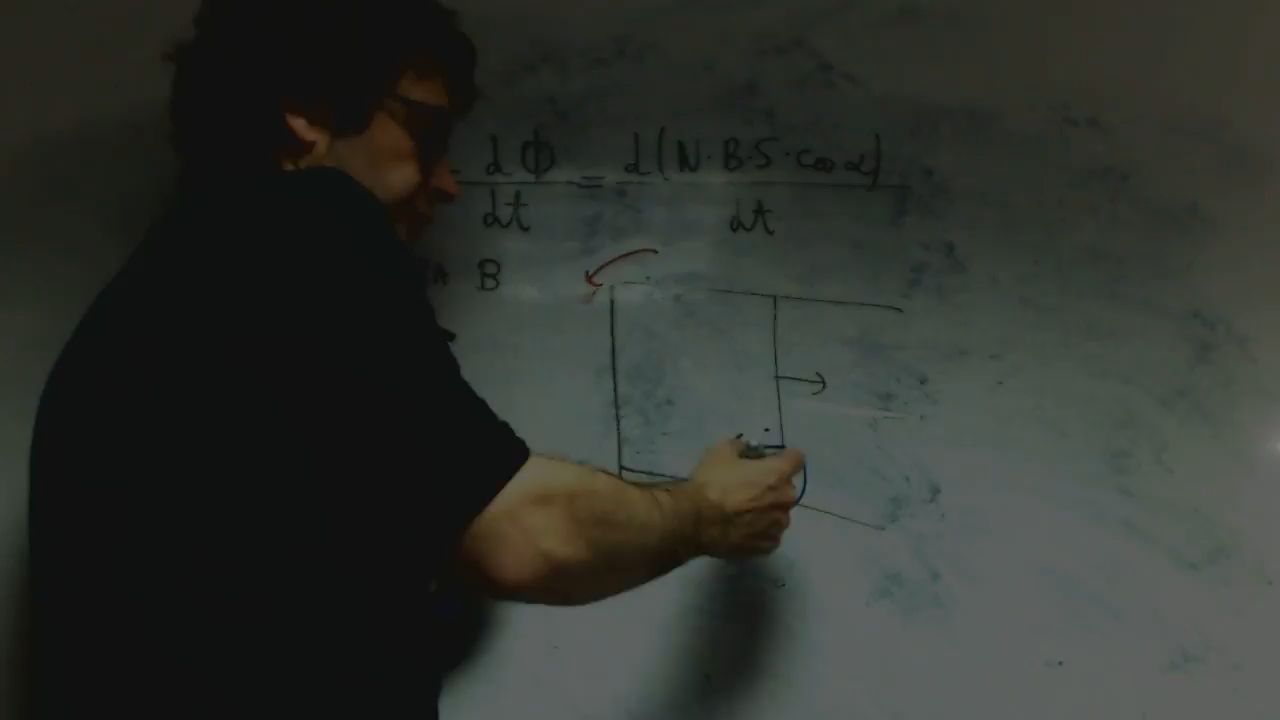 - dΦ/dt = d(N·B·S·cos α)/dt
B